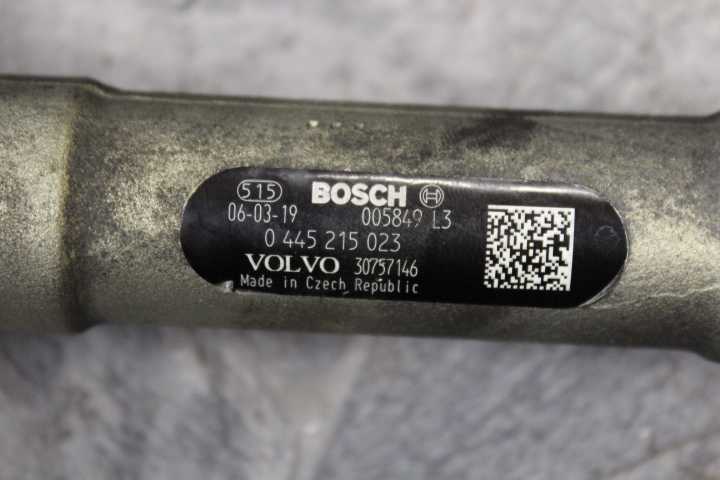 515 BOSCH
06-03-19 005849 L3
0 445 215 023
VOLVO 30757146
Made in Czech Republic